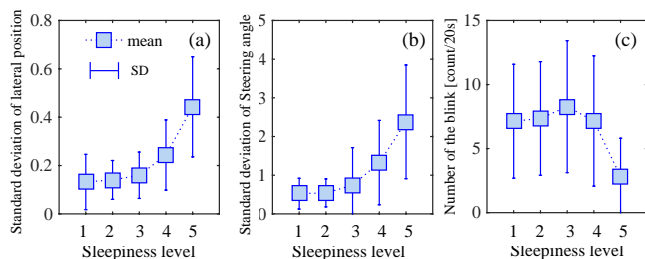 Standard deviation of lateral position
0.8
0.6
0.4
0.2
0
(a)
mean
SD
1 2 3 4 5
Sleepiness level
Standard deviation of Steering angle
5
4
3
2
1
0
(b)
1 2 3 4 5
Sleepiness level
Number of the blink [count/20s]
15
10
5
0
(c)
1 2 3 4 5
Sleepiness level